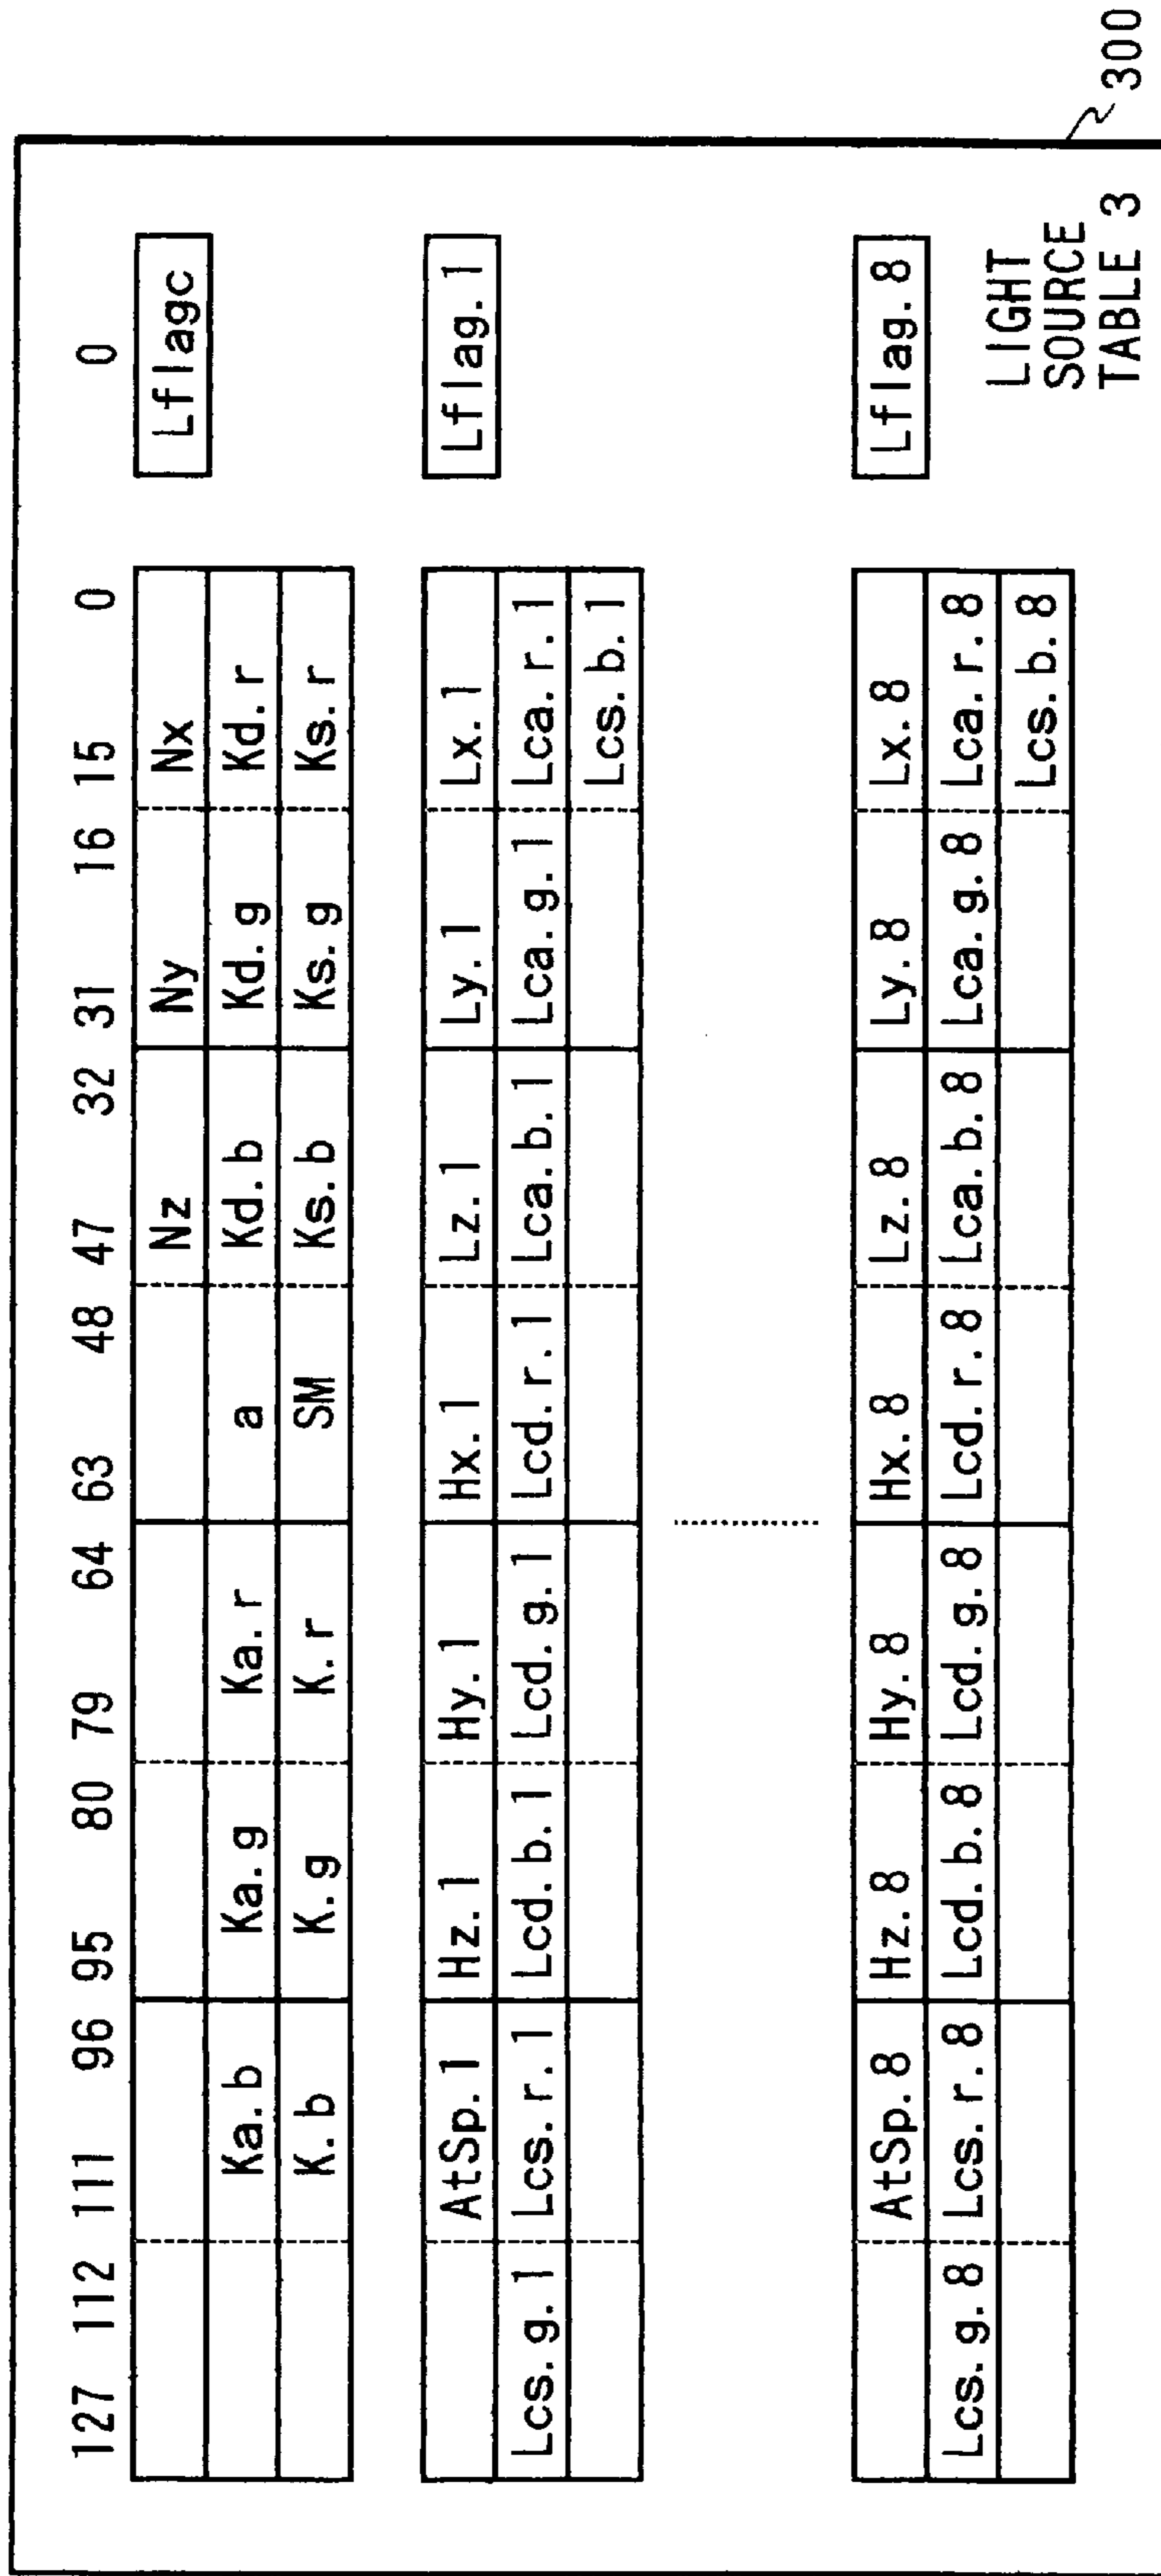 127 112 111 96 95 80 79 64 63 48 47 32 31 16 15 0 0
Nz Ny Nx Lflagc
Ka.b Ka.g Ka.r a Kd.b Kd.g Kd.r
K.b K.g K.r SM Ks.b Ks.g Ks.r
AtSp.1 Hz.1 Hy.1 Hx.1 Lz.1 Ly.1 Lx.1 Lflag.1
Lcs.g.1 Lcs.r.1 Lcd.b.1 Lcd.g.1 Lcd.r.1 Lca.b.1 Lca.g.1 Lca.r.1
Lcs.b.1
AtSp.8 Hz.8 Hy.8 Hx.8 Lz.8 Ly.8 Lx.8 Lflag.8
Lcs.g.8 Lcs.r.8 Lcd.b.8 Lcd.g.8 Lcd.r.8 Lca.b.8 Lca.g.8 Lca.r.8
Lcs.b.8
LIGHT
SOURCE
TABLE 3
300